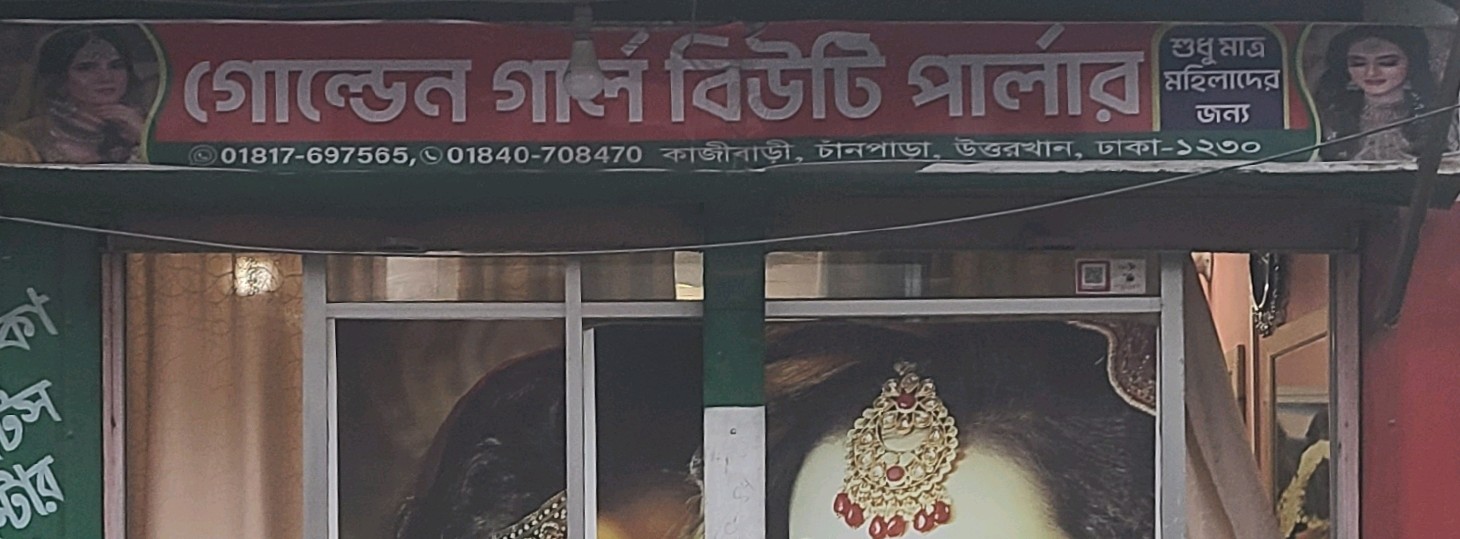 গোল্ডেন গার্ল বিউটি পার্লার
শুধু মাত্র
মহিলাদের
জন্য
01817-697565, 01840-708470 কাজীবাড়ী, চাঁনপাড়া, উত্তরখান, ঢাকা-১২৩০